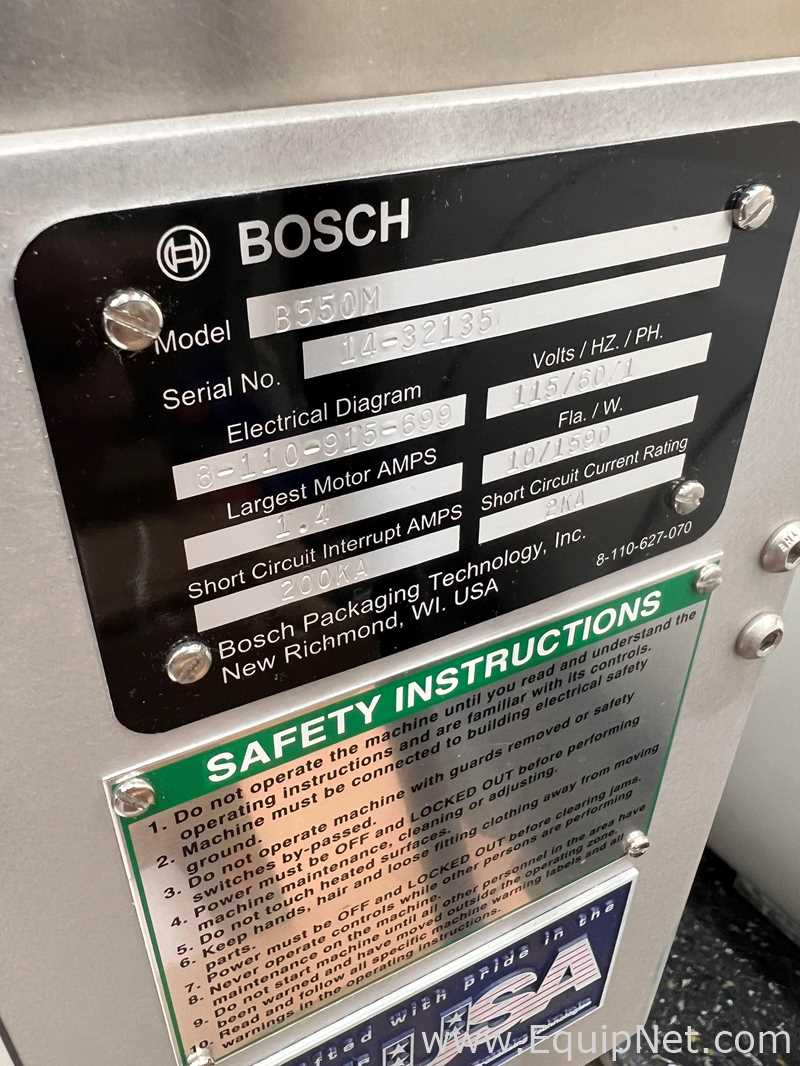 BOSCH
Model B550M
Serial No. 14-32135
Electrical Diagram Volts / HZ. / PH.
8-110-915-699 115/60/1
Largest Motor AMPS Fla. / W.
1.4 10/1590
Short Circuit Interrupt AMPS Short Circuit Current Rating
200KA 2KA
Bosch Packaging Technology, Inc.
New Richmond, WI. USA 8-110-627-070
SAFETY INSTRUCTIONS
1. Do not operate the machine until you read and understand the
operating instructions and are familiar with its controls.
2. Machine must be connected to building electrical safety
ground.
3. Do not operate machine with guards removed or safety
switches by-passed.
4. Power must be OFF and LOCKED OUT before performing
machine maintenance, cleaning or adjusting.
5. Do not touch heated surfaces.
6. Keep hands, hair and loose fitting clothing away from moving
parts.
7. Power must be OFF and LOCKED OUT before clearing jams.
8. Never operate controls while other persons are performing
maintenance on the machine.
9. Do not start machine until all other personnel in the area have
been warned and have moved outside the operating zone.
10. Read and follow all specific machine warning labels and all
warnings in the operating instructions.
with pride in the
USA
www.EquipNet.com